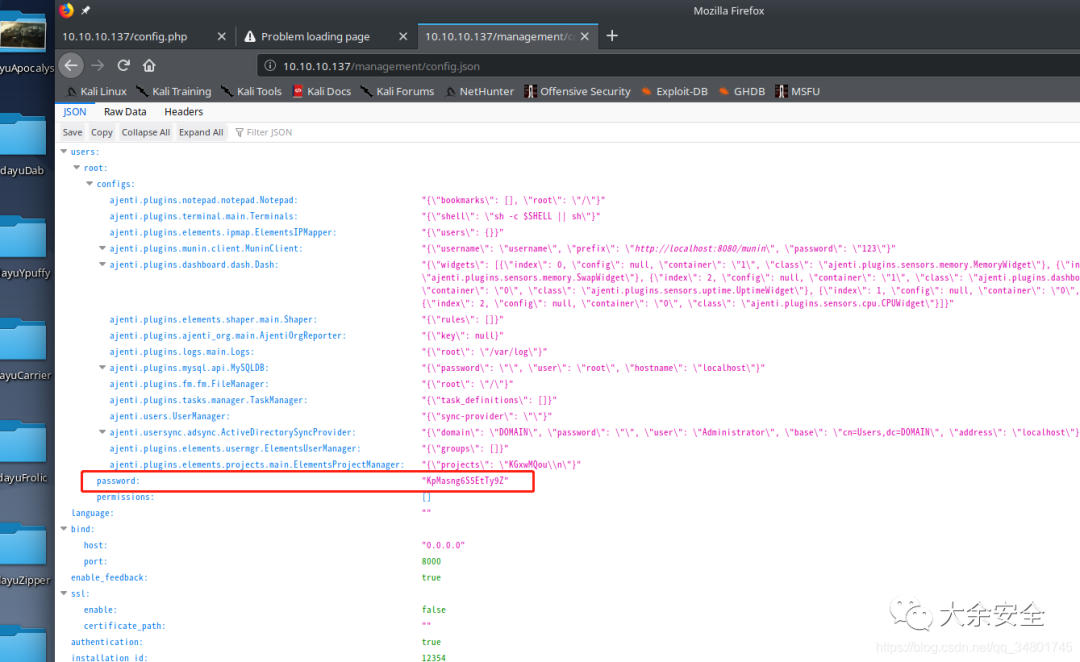 Mozilla Firefox
10.10.10.137/config.php
Problem loading page
10.10.10.137/management/c
10.10.10.137/management/config.json
Kali Linux
Kali Training
Kali Tools
Kali Docs
Kali Forums
NetHunter
Offensive Security
Exploit-DB
GHDB
MSFU
JSON
Raw Data
Headers
Save
Copy
Collapse All
Expand All
Filter JSON
users:
root:
configs:
ajenti.plugins.notepad.notepad.Notepad: "{\"bookmarks\": [], \"root\": \"/\"}"
ajenti.plugins.terminal.main.Terminals: "{\"shell\": \"sh -c $SHELL || sh\"}"
ajenti.plugins.elements.ipmap.ElementsIPMapper: "{\"users\": {}}"
ajenti.plugins.munin.client.MuninClient: "{\"username\": \"username\", \"prefix\": \"http://localhost:8080/munin\", \"password\": \"123\"}"
ajenti.plugins.dashboard.dash.Dash: "{\"widgets\": [{\"index\": 0, \"config\": null, \"container\": \"1\", \"class\": \"ajenti.plugins.sensors.memory.MemoryWidget\"}, {\"in
\"ajenti.plugins.sensors.memory.SwapWidget\"}, {\"index\": 2, \"config\": null, \"container\": \"1\", \"class\": \"ajenti.plugins.dashbo
\"container\": \"0\", \"class\": \"ajenti.plugins.sensors.uptime.UptimeWidget\"}, {\"index\": 1, \"config\": null, \"container\": \"0\",
{\"index\": 2, \"config\": null, \"container\": \"0\", \"class\": \"ajenti.plugins.sensors.cpu.CPUWidget\"}]}"
ajenti.plugins.elements.shaper.main.Shaper: "{\"rules\": []}"
ajenti.plugins.ajenti_org.main.AjentiOrgReporter: "{\"key\": null}"
ajenti.plugins.logs.main.Logs: "{\"root\": \"/var/log\"}"
ajenti.plugins.mysql.api.MySQLDB: "{\"password\": \"\", \"user\": \"root\", \"hostname\": \"localhost\"}"
ajenti.plugins.fm.fm.FileManager: "{\"root\": \"/\"}"
ajenti.plugins.tasks.manager.TaskManager: "{\"task_definitions\": []}"
ajenti.users.UserManager: "{\"sync-provider\": \"\"}"
ajenti.usersync.adsync.ActiveDirectorySyncProvider: "{\"domain\": \"DOMAIN\", \"password\": \"\", \"user\": \"Administrator\", \"base\": \"cn=Users,dc=DOMAIN\", \"address\": \"localhost\"}
ajenti.plugins.elements.usermgr.ElementsUserManager: "{\"groups\": []}"
ajenti.plugins.elements.projects.main.ElementsProjectManager: "{\"projects\": \"KGxwMQou\\n\"}"
password: "KpMasng6S5EtTy9Z"
permissions: []
language: ""
bind:
host: "0.0.0.0"
port: 8000
enable_feedback: true
ssl:
enable: false
certificate_path: ""
authentication: true
installation_id: 12354
yuApocalys
dayuDab
ayuYpuffy
ayuCarrier
dayuFrolic
ayuZipper
大余安全
https://blog.csdn.net/qq_34801745